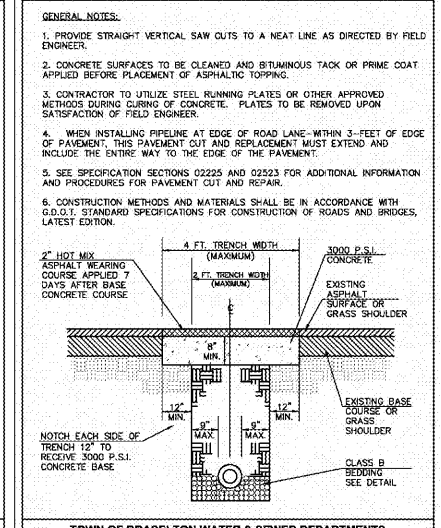 GENERAL NOTES:
1. PROVIDE STRAIGHT VERTICAL SAW CUTS TO A NEAT LINE AS DIRECTED BY FIELD
ENGINEER.
2. CONCRETE SURFACES TO BE CLEANED AND BITUMINOUS TACK OR PRIME COAT
APPLIED BEFORE PLACEMENT OF ASPHALTIC TOPPING.
3. CONTRACTOR TO UTILIZE STEEL RUNNING PLATES OR OTHER APPROVED
METHODS DURING CURING OF CONCRETE. PLATES TO BE REMOVED UPON
SATISFACTION OF FIELD ENGINEER.
4. WHEN INSTALLING PIPELINE AT EDGE OF ROAD LANE-WITHIN 3-FEET OF EDGE
OF PAVEMENT, THIS PAVEMENT CUT AND REPLACEMENT MUST EXTEND AND
INCLUDE THE ENTIRE WAY TO THE EDGE OF THE PAVEMENT.
5. SEE SPECIFICATION SECTIONS 02225 AND 02523 FOR ADDITIONAL INFORMATION
AND PROCEDURES FOR PAVEMENT CUT AND REPAIR.
6. CONSTRUCTION METHODS AND MATERIALS SHALL BE IN ACCORDANCE WITH
G.D.O.T. STANDARD SPECIFICATIONS FOR CONSTRUCTION OF ROADS AND BRIDGES,
LATEST EDITION.
4 FT. TRENCH WIDTH
(MAXIMUM)
2 FT. TRENCH WIDTH
(MAXIMUM)
2" HOT MIX
ASPHALT WEARING
COURSE APPLIED 7
DAYS AFTER BASE
CONCRETE COURSE
3000 P.S.I.
CONCRETE
EXISTING
ASPHALT
SURFACE OR
GRASS SHOULDER
8"
MIN.
12"
MIN.
12"
MIN.
9"
MAX.
9"
MAX.
EXISTING BASE
COURSE OR
GRASS
SHOULDER
NOTCH EACH SIDE OF
TRENCH 12" TO
RECEIVE 3000 P.S.I.
CONCRETE BASE
CLASS B
BEDDING
SEE DETAIL
TOWN OF BRASELTON WATER & SEWER DEPARTMENTS